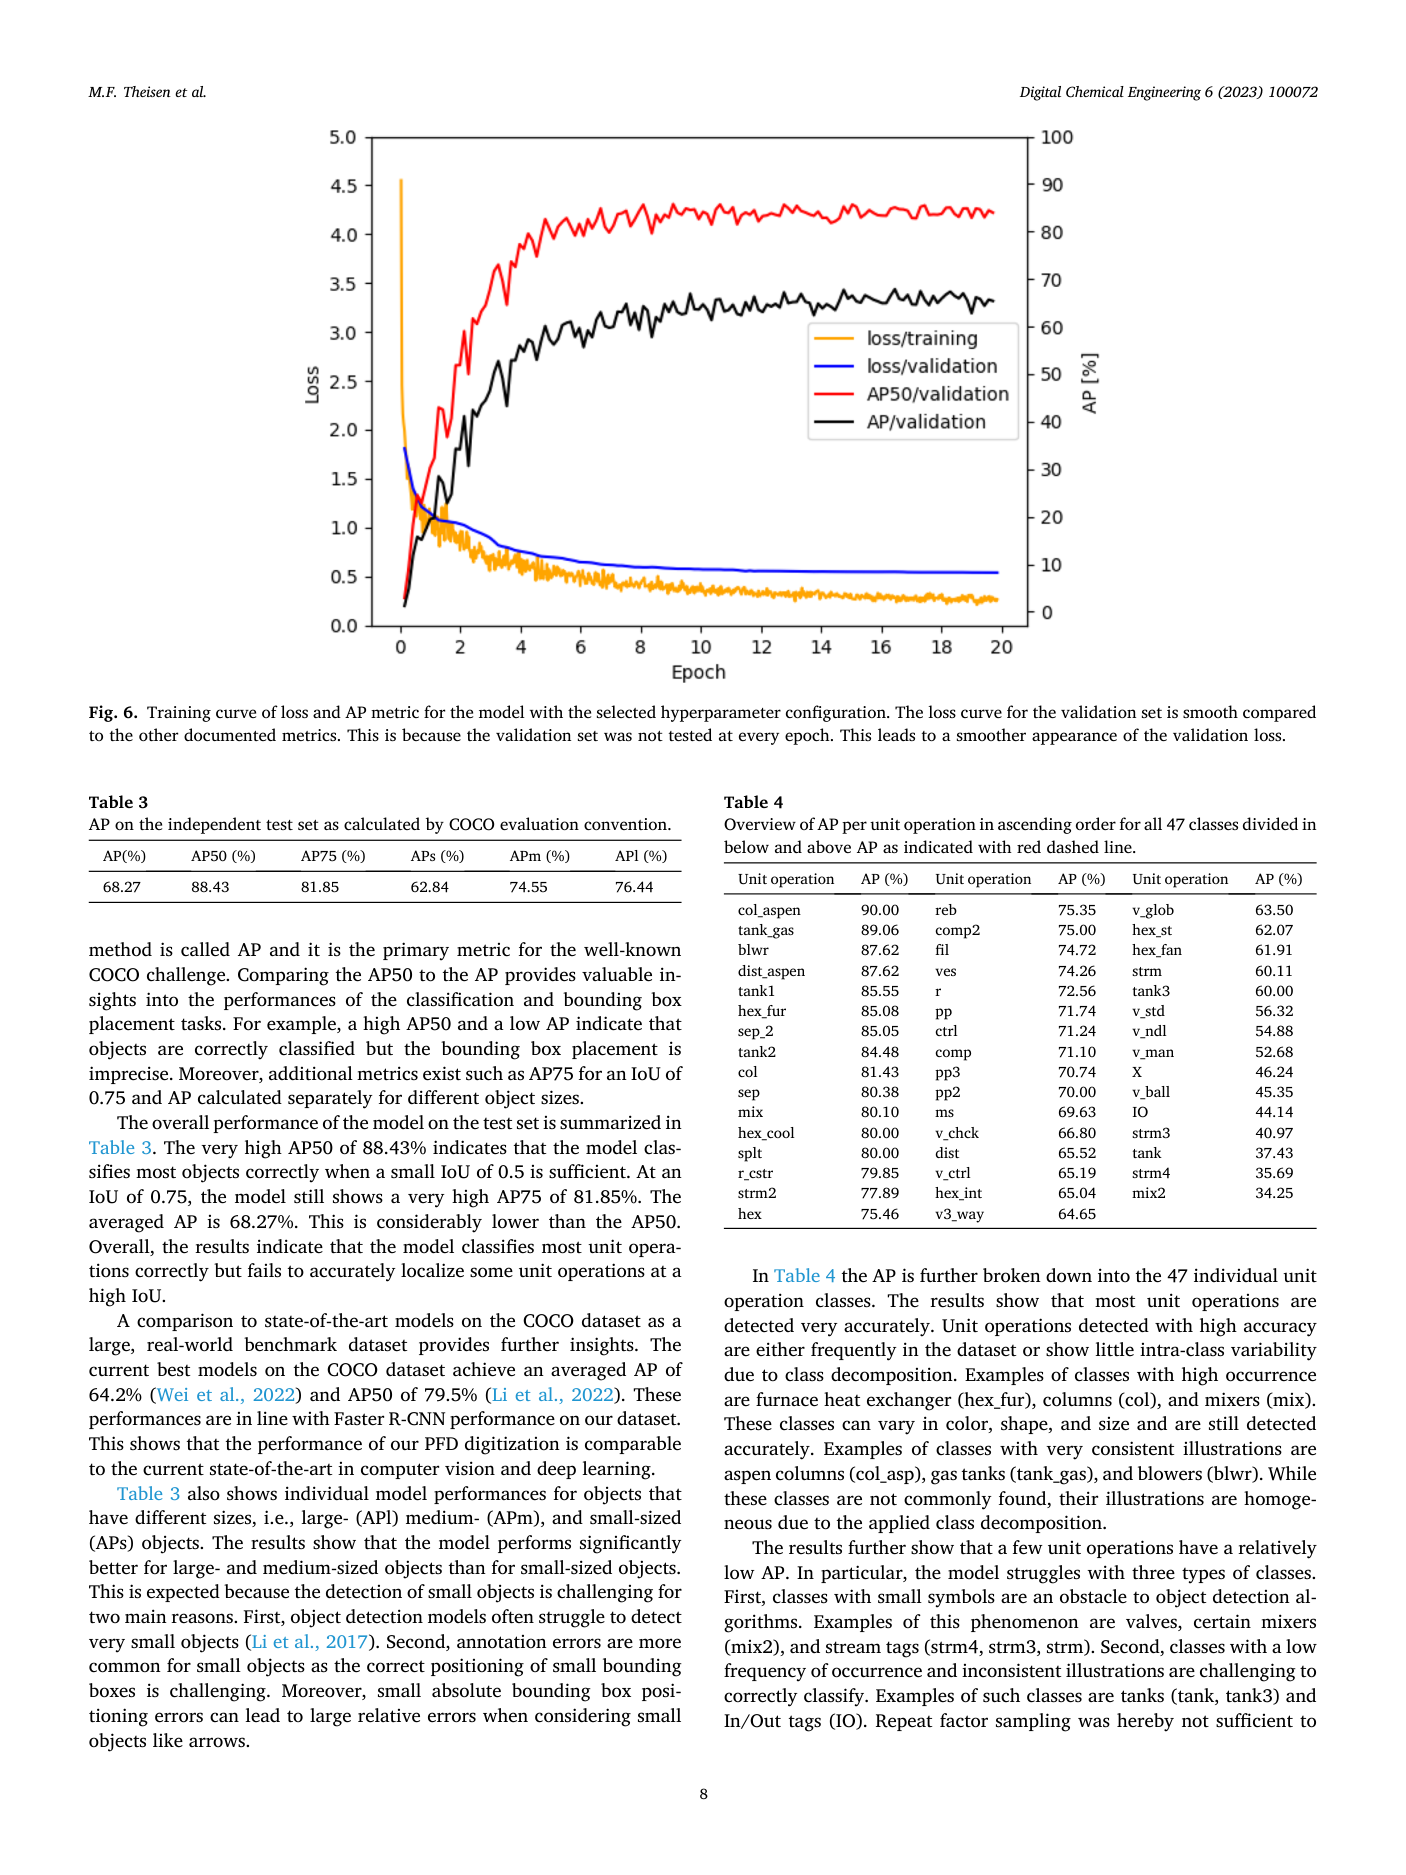 M.F. Theisen et al.
Digital Chemical Engineering 6 (2023) 100072
5.0
4.5
4.0
3.5
3.0
2.5
2.0
1.5
1.0
0.5
0.0
Loss
100
90
80
70
60
50
40
30
20
10
0
AP [%]
loss/training
loss/validation
AP50/validation
AP/validation
0 2 4 6 8 10 12 14 16 18 20
Epoch
Fig. 6. Training curve of loss and AP metric for the model with the selected hyperparameter configuration. The loss curve for the validation set is smooth compared
to the other documented metrics. This is because the validation set was not tested at every epoch. This leads to a smoother appearance of the validation loss.
Table 3
AP on the independent test set as calculated by COCO evaluation convention.
AP(%) AP50 (%) AP75 (%) APs (%) APm (%) APl (%)
68.27 88.43 81.85 62.84 74.55 76.44
method is called AP and it is the primary metric for the well-known
COCO challenge. Comparing the AP50 to the AP provides valuable in-
sights into the performances of the classification and bounding box
placement tasks. For example, a high AP50 and a low AP indicate that
objects are correctly classified but the bounding box placement is
imprecise. Moreover, additional metrics exist such as AP75 for an IoU of
0.75 and AP calculated separately for different object sizes.
The overall performance of the model on the test set is summarized in
Table 3. The very high AP50 of 88.43% indicates that the model clas-
sifies most objects correctly when a small IoU of 0.5 is sufficient. At an
IoU of 0.75, the model still shows a very high AP75 of 81.85%. The
averaged AP is 68.27%. This is considerably lower than the AP50.
Overall, the results indicate that the model classifies most unit opera-
tions correctly but fails to accurately localize some unit operations at a
high IoU.
A comparison to state-of-the-art models on the COCO dataset as a
large, real-world benchmark dataset provides further insights. The
current best models on the COCO dataset achieve an averaged AP of
64.2% (Wei et al., 2022) and AP50 of 79.5% (Li et al., 2022). These
performances are in line with Faster R-CNN performance on our dataset.
This shows that the performance of our PFD digitization is comparable
to the current state-of-the-art in computer vision and deep learning.
Table 3 also shows individual model performances for objects that
have different sizes, i.e., large- (APl) medium- (APm), and small-sized
(APs) objects. The results show that the model performs significantly
better for large- and medium-sized objects than for small-sized objects.
This is expected because the detection of small objects is challenging for
two main reasons. First, object detection models often struggle to detect
very small objects (Li et al., 2017). Second, annotation errors are more
common for small objects as the correct positioning of small bounding
boxes is challenging. Moreover, small absolute bounding box posi-
tioning errors can lead to large relative errors when considering small
objects like arrows.
Table 4
Overview of AP per unit operation in ascending order for all 47 classes divided in
below and above AP as indicated with red dashed line.
Unit operation AP (%) Unit operation AP (%) Unit operation AP (%)
col_aspen 90.00 reb 75.35 v_glob 63.50
tank_gas 89.06 comp2 75.00 hex_st 62.07
blwr 87.62 fil 74.72 hex_fan 61.91
dist_aspen 87.62 ves 74.26 strm 60.11
tank1 85.55 r 72.56 tank3 60.00
hex_fur 85.08 pp 71.74 v_std 56.32
sep_2 85.05 ctrl 71.24 v_ndl 54.88
tank2 84.48 comp 71.10 v_man 52.68
col 81.43 pp3 70.74 X 46.24
sep 80.38 pp2 70.00 v_ball 45.35
mix 80.10 ms 69.63 IO 44.14
hex_cool 80.00 v_chck 66.80 strm3 40.97
splt 80.00 dist 65.52 tank 37.43
r_cstr 79.85 v_ctrl 65.19 strm4 35.69
strm2 77.89 hex_int 65.04 mix2 34.25
hex 75.46 v3_way 64.65
In Table 4 the AP is further broken down into the 47 individual unit
operation classes. The results show that most unit operations are
detected very accurately. Unit operations detected with high accuracy
are either frequently in the dataset or show little intra-class variability
due to class decomposition. Examples of classes with high occurrence
are furnace heat exchanger (hex_fur), columns (col), and mixers (mix).
These classes can vary in color, shape, and size and are still detected
accurately. Examples of classes with very consistent illustrations are
aspen columns (col_asp), gas tanks (tank_gas), and blowers (blwr). While
these classes are not commonly found, their illustrations are homoge-
neous due to the applied class decomposition.
The results further show that a few unit operations have a relatively
low AP. In particular, the model struggles with three types of classes.
First, classes with small symbols are an obstacle to object detection al-
gorithms. Examples of this phenomenon are valves, certain mixers
(mix2), and stream tags (strm4, strm3, strm). Second, classes with a low
frequency of occurrence and inconsistent illustrations are challenging to
correctly classify. Examples of such classes are tanks (tank, tank3) and
In/Out tags (IO). Repeat factor sampling was hereby not sufficient to
8